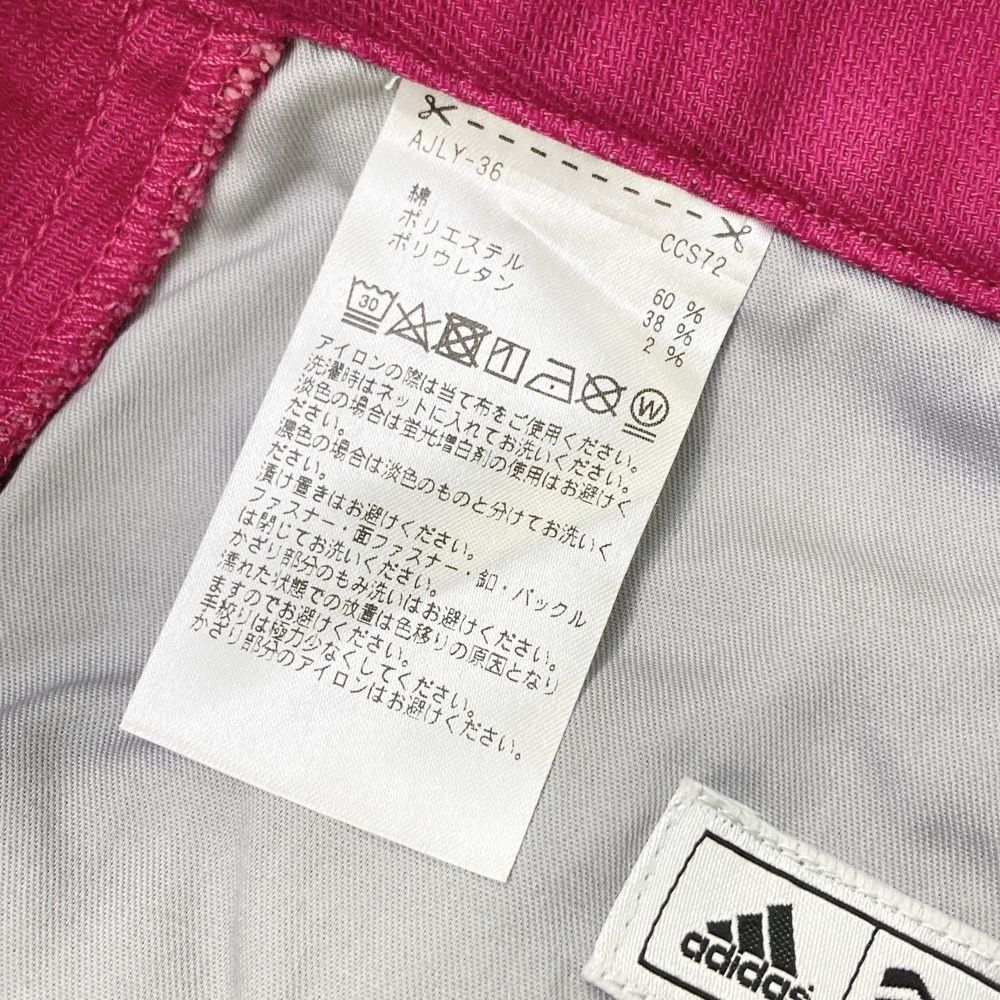 AJLY-36 CCS72
綿 60 %
ポリエステル 38 %
ポリウレタン 2 %
30 W
アイロンの際は当て布をご使用ください。
洗濯時はネットに入れてお洗いください。
淡色の場合は蛍光増白剤の使用はお避けく
ださい。
濃色の場合は淡色のものと分けてお洗いく
ださい。
漬け置きはお避けください。
ファスナー・面ファスナー・釦・バックル
は閉じてお洗いください。
かざり部分のもみ洗いはお避けください。
濡れた状態での放置は色移りの原因となり
ますのでお避けください。
手絞りは極力少なくしてください。
かざり部分のアイロンはお避けください。
adidas